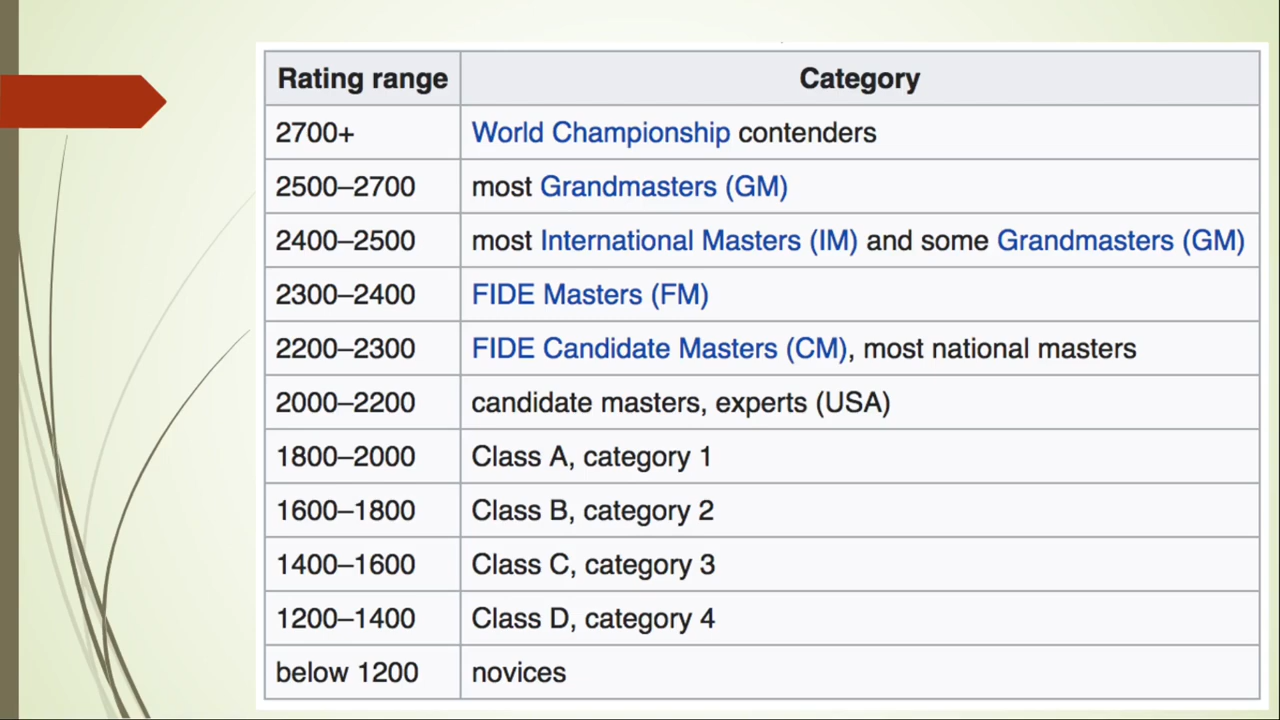 Rating range Category
2700+ World Championship contenders
2500–2700 most Grandmasters (GM)
2400–2500 most International Masters (IM) and some Grandmasters (GM)
2300–2400 FIDE Masters (FM)
2200–2300 FIDE Candidate Masters (CM), most national masters
2000–2200 candidate masters, experts (USA)
1800–2000 Class A, category 1
1600–1800 Class B, category 2
1400–1600 Class C, category 3
1200–1400 Class D, category 4
below 1200 novices